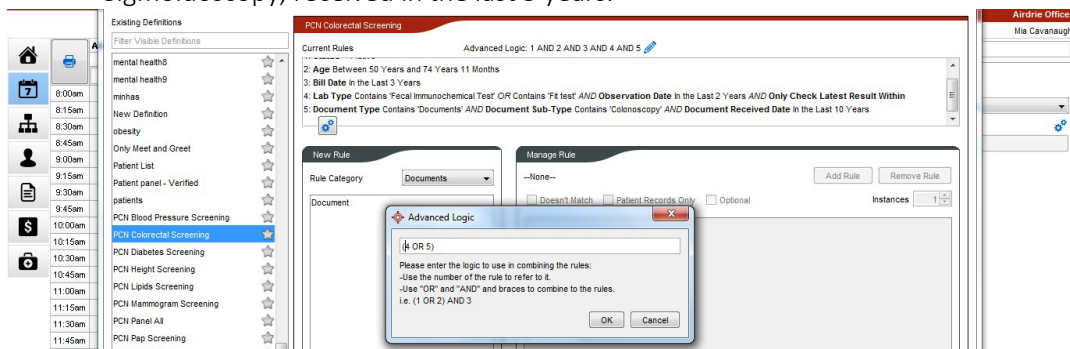 Existing Definitions
Filter Visible Definitions
mental health8
mental health9
minhas
New Definition
obesity
Only Meet and Greet
Patient List
Patient panel - Verified
patients
PCN Blood Pressure Screening
PCN Colorectal Screening
PCN Diabetes Screening
PCN Height Screening
PCN Lipids Screening
PCN Mammogram Screening
PCN Panel All
PCN Pap Screening
A
7
8:00am
8:15am
8:30am
8:45am
9:00am
9:15am
9:30am
9:45am
10:00am
10:15am
10:30am
10:45am
11:00am
11:15am
11:30am
11:45am
PCN Colorectal Screening
Current Rules
Advanced Logic: 1 AND 2 AND 3 AND 4 AND 5
2: Age Between 50 Years and 74 Years 11 Months
3: Bill Date In the Last 3 Years
4: Lab Type Contains 'Fecal Immunochemical Test' OR Contains 'Fit test' AND Observation Date In the Last 2 Years AND Only Check Latest Result Within
5: Document Type Contains 'Documents' AND Document Sub-Type Contains 'Colonoscopy' AND Document Received Date In the Last 10 Years
New Rule
Rule Category
Documents
Document
Manage Rule
--None--
Add Rule
Remove Rule
Doesn't Match
Patient Records Only
Optional
Instances
1
Advanced Logic
(4 OR 5)
Please enter the logic to use in combining the rules:
-Use the number of the rule to refer to it.
-Use "OR" and "AND" and braces to combine to the rules.
i.e. (1 OR 2) AND 3
OK
Cancel
Airdrie Office
Mia Cavanaugh